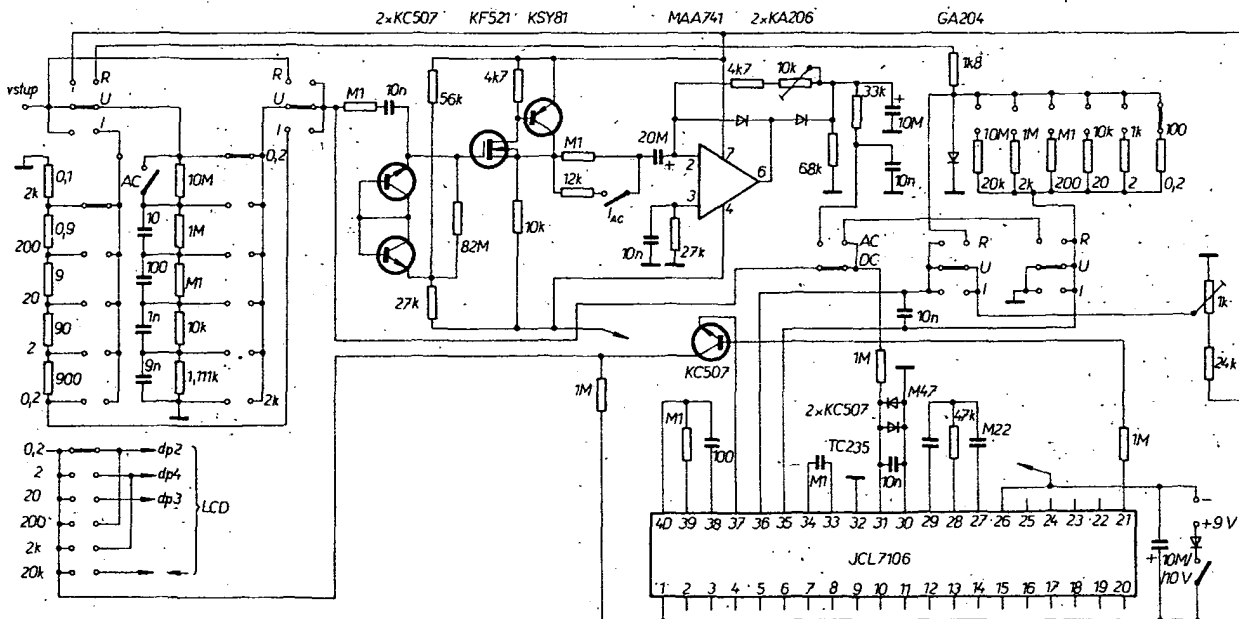 2×KC507 KF521 KSY81 MAA741 2×KA206 GA204
vstup
R
U
I
R
U
I
M1
10n
56k
4k7
M1
12k
I AC
20M
+
4k7
10k
33k
+
10M
68k
10n
1k8
10M
1M
M1
10k
1k
100
20k
2k
200
20
2
0,2
0,1
2k
0,9
200
9
20
90
2
900
0,2
AC
10
100
1n
9n
10M
1M
M1
10k
1,111k
0,2
2k
82M
27k
10k
2
3
7
6
4
10n
27k
AC
DC
R
U
I
R
U
I
10n
1k
24k
KC507
1M
1M
M47
2×KC507
TC235
10n
47k
M22
M1
100
M1
1M
0,2
2
20
200
2k
20k
dp2
dp4
dp3
LCD
40 39 38 37 36 35 34 33 32 31 30 29 28 27 26 25 24 23 22 21
JCL7106
1 2 3 4 5 6 7 8 9 10 11 12 13 14 15 16 17 18 19 20
–
+9V
+
10M/
/10V